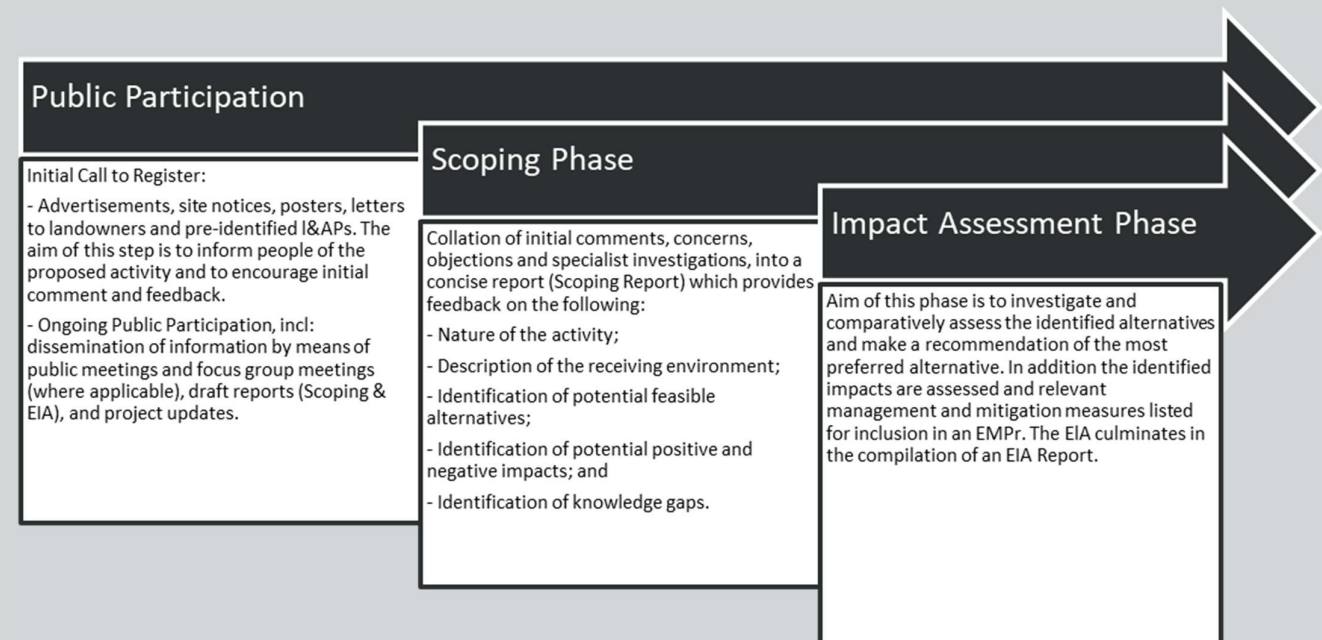 Public Participation
Initial Call to Register:
- Advertisements, site notices, posters, letters
to landowners and pre-identified I&APs. The
aim of this step is to inform people of the
proposed activity and to encourage initial
comment and feedback.
- Ongoing Public Participation, incl:
dissemination of information by means of
public meetings and focus group meetings
(where applicable), draft reports (Scoping &
EIA), and project updates.
Scoping Phase
Collation of initial comments, concerns,
objections and specialist investigations, into a
concise report (Scoping Report) which provides
feedback on the following:
- Nature of the activity;
- Description of the receiving environment;
- Identification of potential feasible
alternatives;
- Identification of potential positive and
negative impacts; and
- Identification of knowledge gaps.
Impact Assessment Phase
Aim of this phase is to investigate and
comparatively assess the identified alternatives
and make a recommendation of the most
preferred alternative. In addition the identified
impacts are assessed and relevant
management and mitigation measures listed
for inclusion in an EMPr. The EIA culminates in
the compilation of an EIA Report.